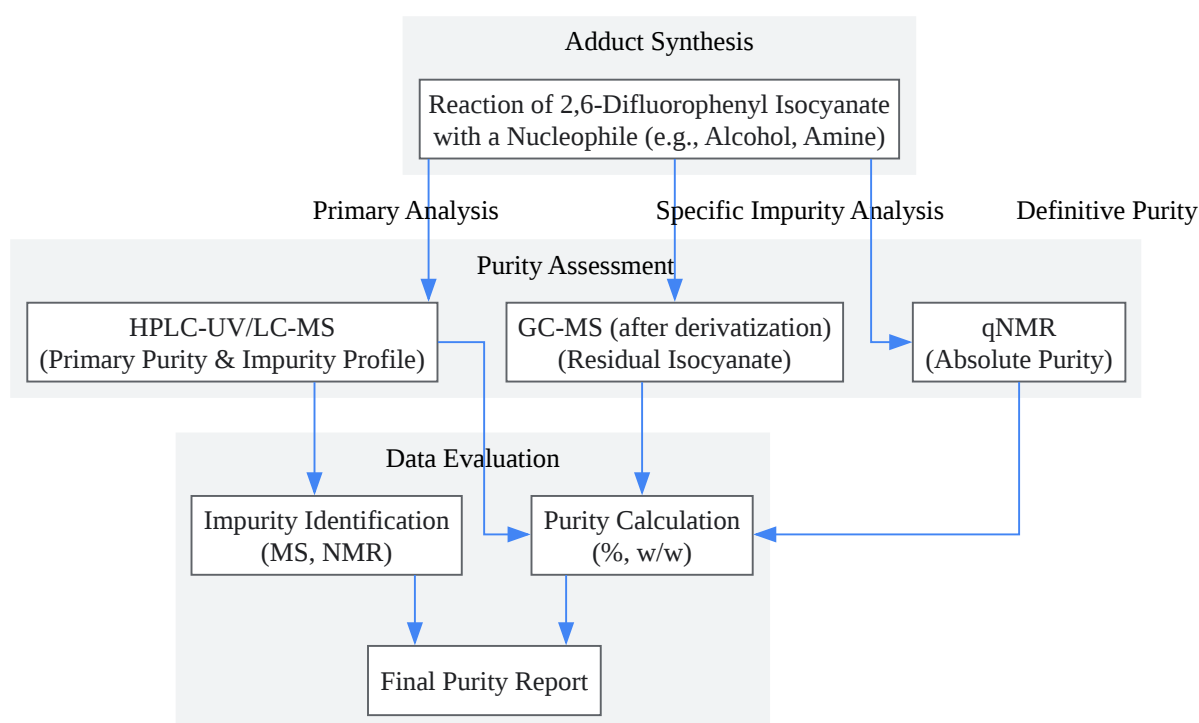 Adduct Synthesis
Reaction of 2,6-Difluorophenyl Isocyanate
with a Nucleophile (e.g., Alcohol, Amine)
Primary Analysis
Specific Impurity Analysis
Definitive Purity
Purity Assessment
HPLC-UV/LC-MS
(Primary Purity & Impurity Profile)
GC-MS (after derivatization)
(Residual Isocyanate)
qNMR
(Absolute Purity)
Data Evaluation
Impurity Identification
(MS, NMR)
Purity Calculation
(%, w/w)
Final Purity Report